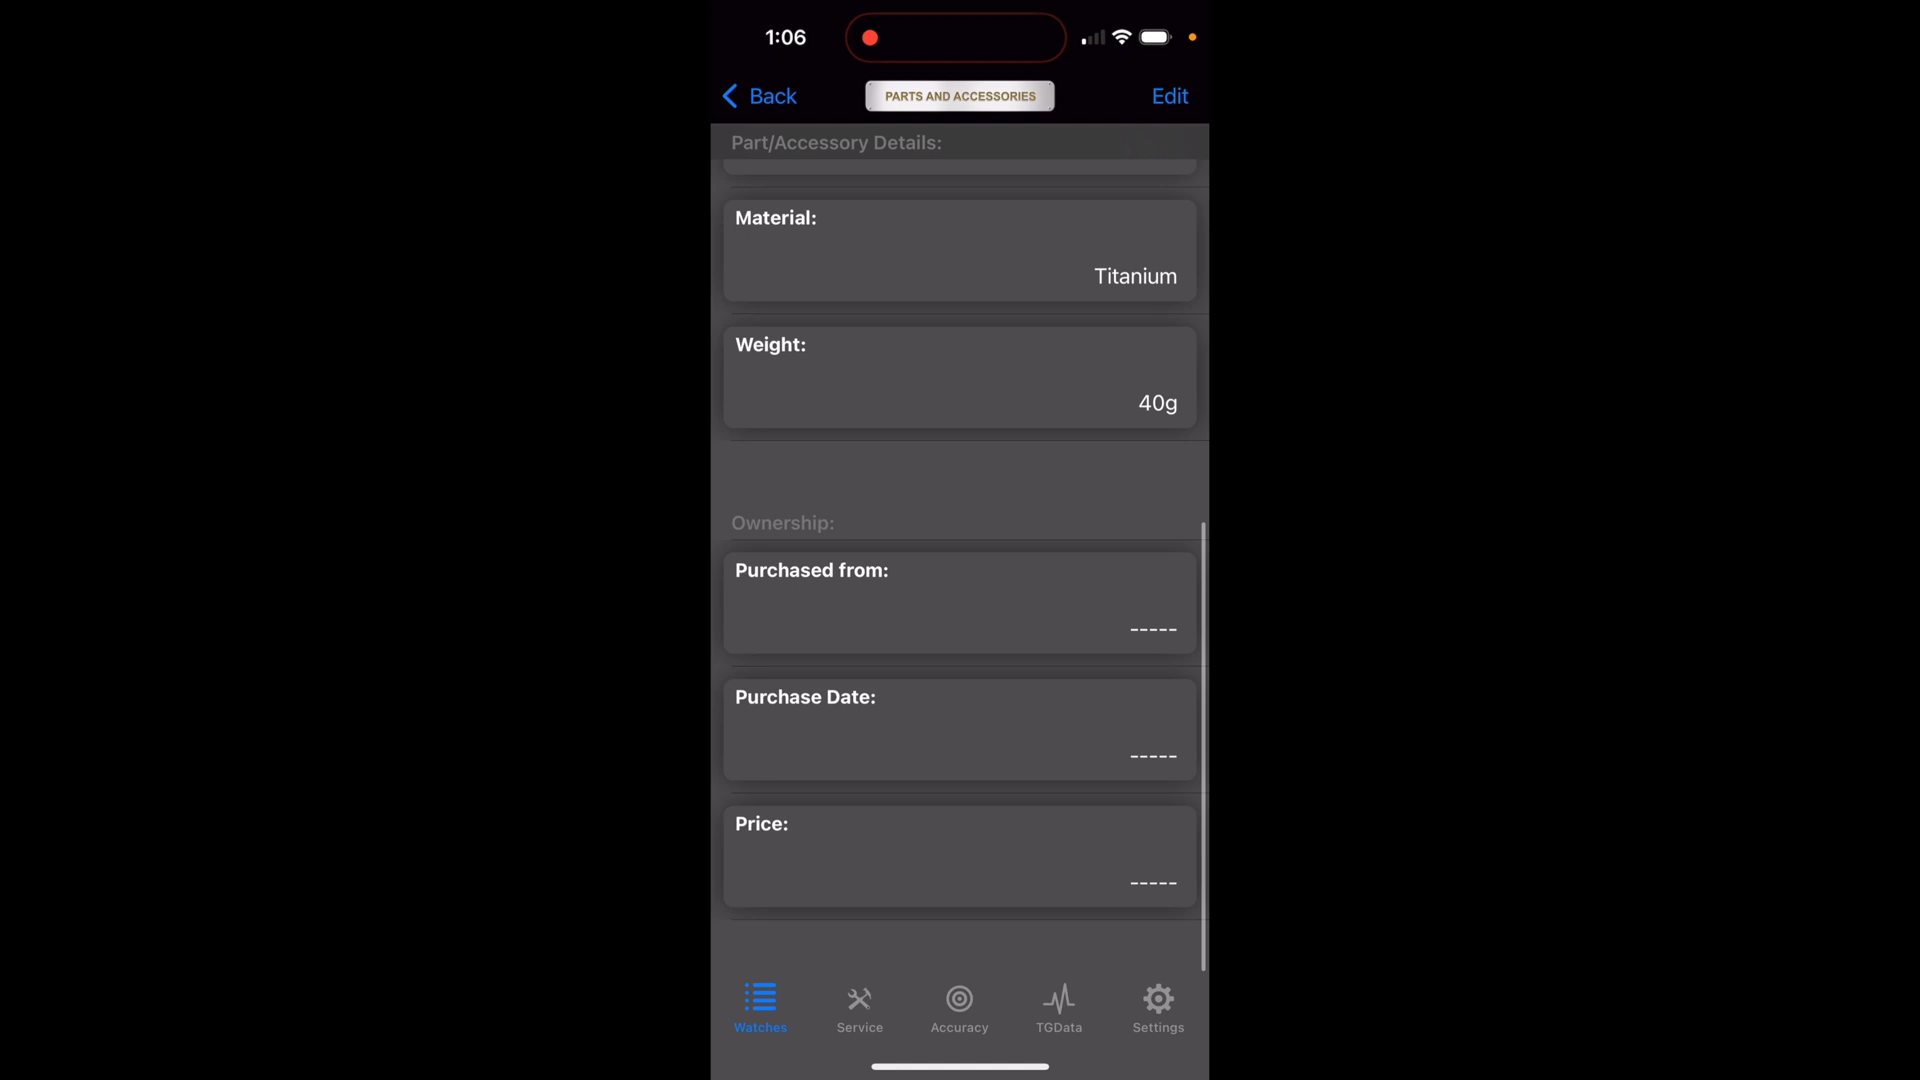 1:06
Back
PARTS AND ACCESSORIES
Edit
Part/Accessory Details:
Material:
Titanium
Weight:
40g
Ownership:
Purchased from:
-----
Purchase Date:
-----
Price:
-----
Watches
Service
Accuracy
TGData
Settings